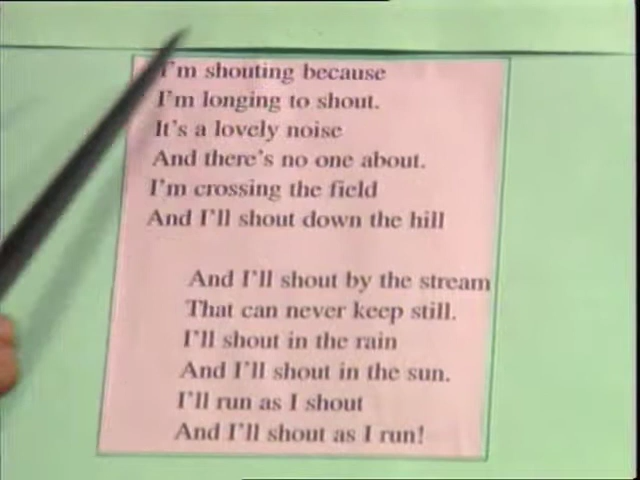 I'm shouting because
I'm longing to shout.
It's a lovely noise
And there's no one about.
I'm crossing the field
And I'll shout down the hill
And I'll shout by the stream
That can never keep still.
I'll shout in the rain
And I'll shout in the sun.
I'll run as I shout
And I'll shout as I run!